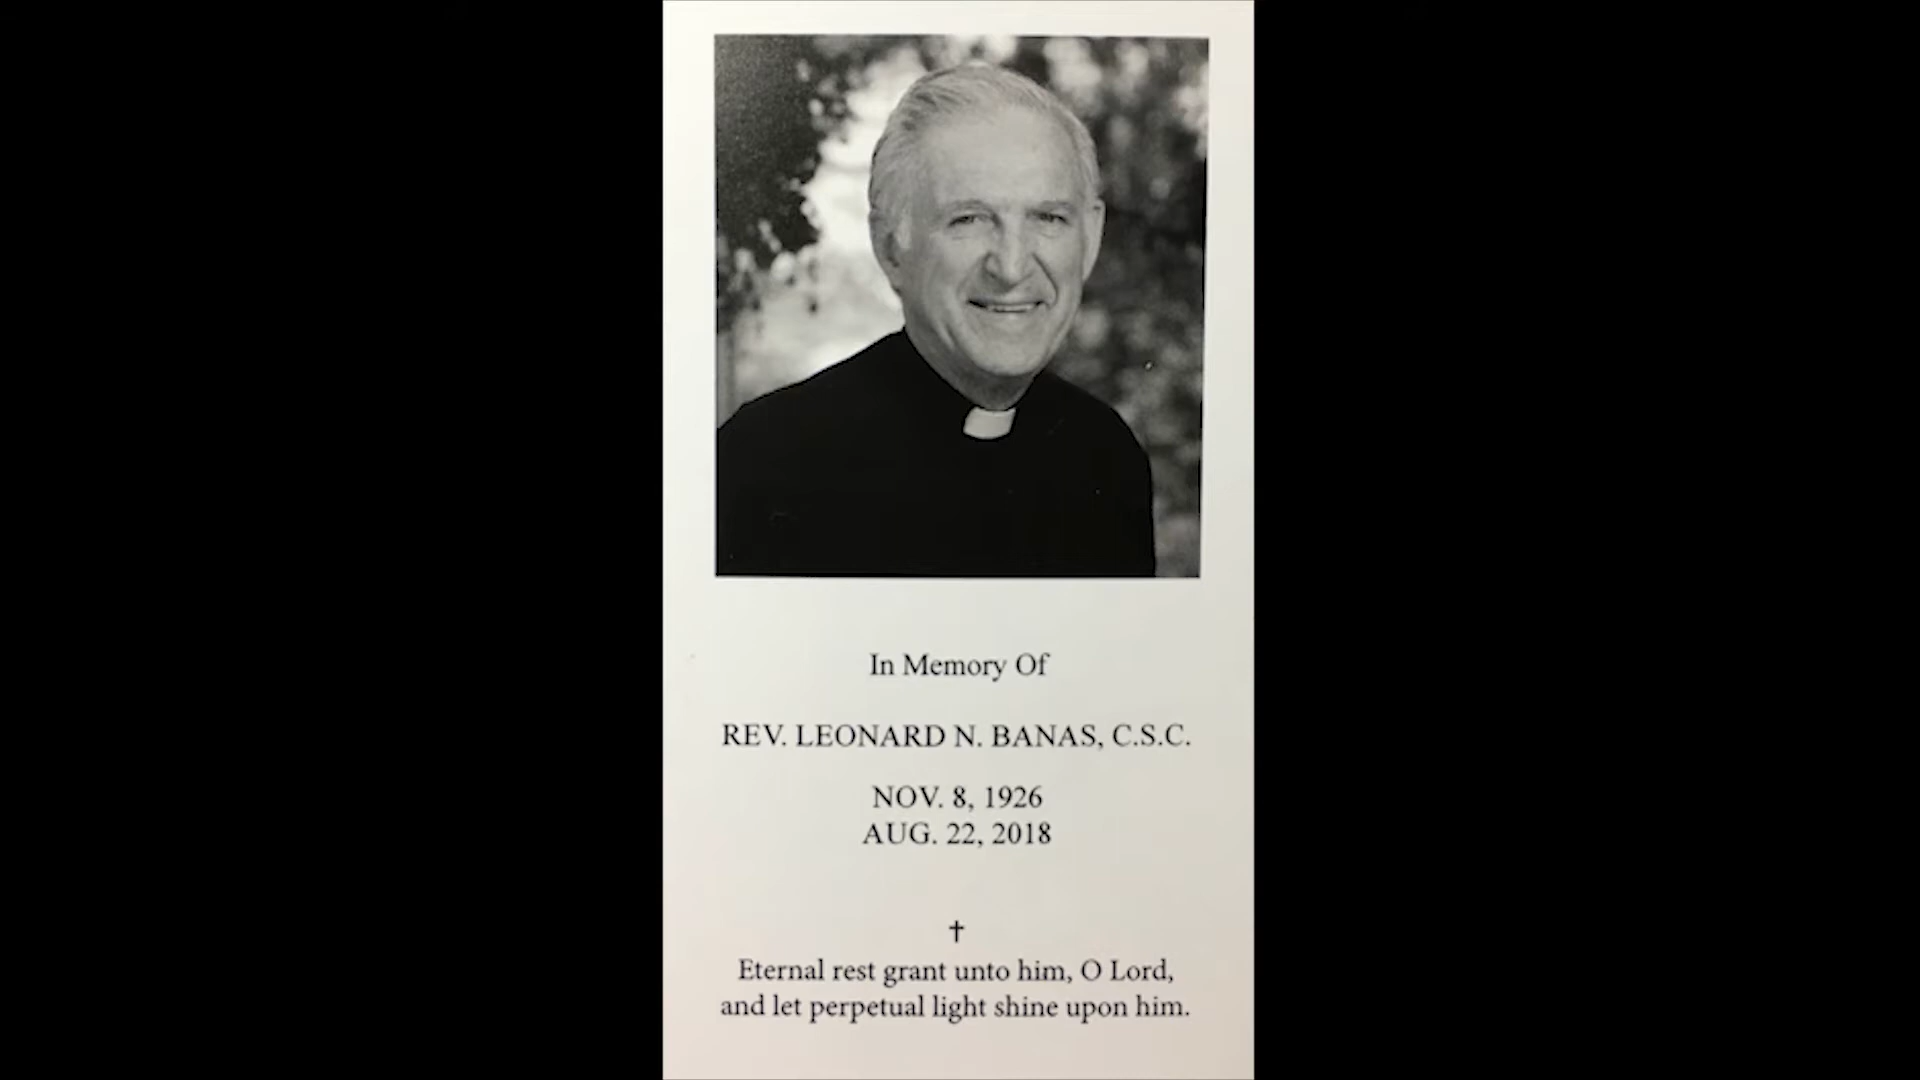 In Memory Of
REV. LEONARD N. BANAS, C.S.C.
NOV. 8, 1926
AUG. 22, 2018
✝
Eternal rest grant unto him, O Lord,
and let perpetual light shine upon him.